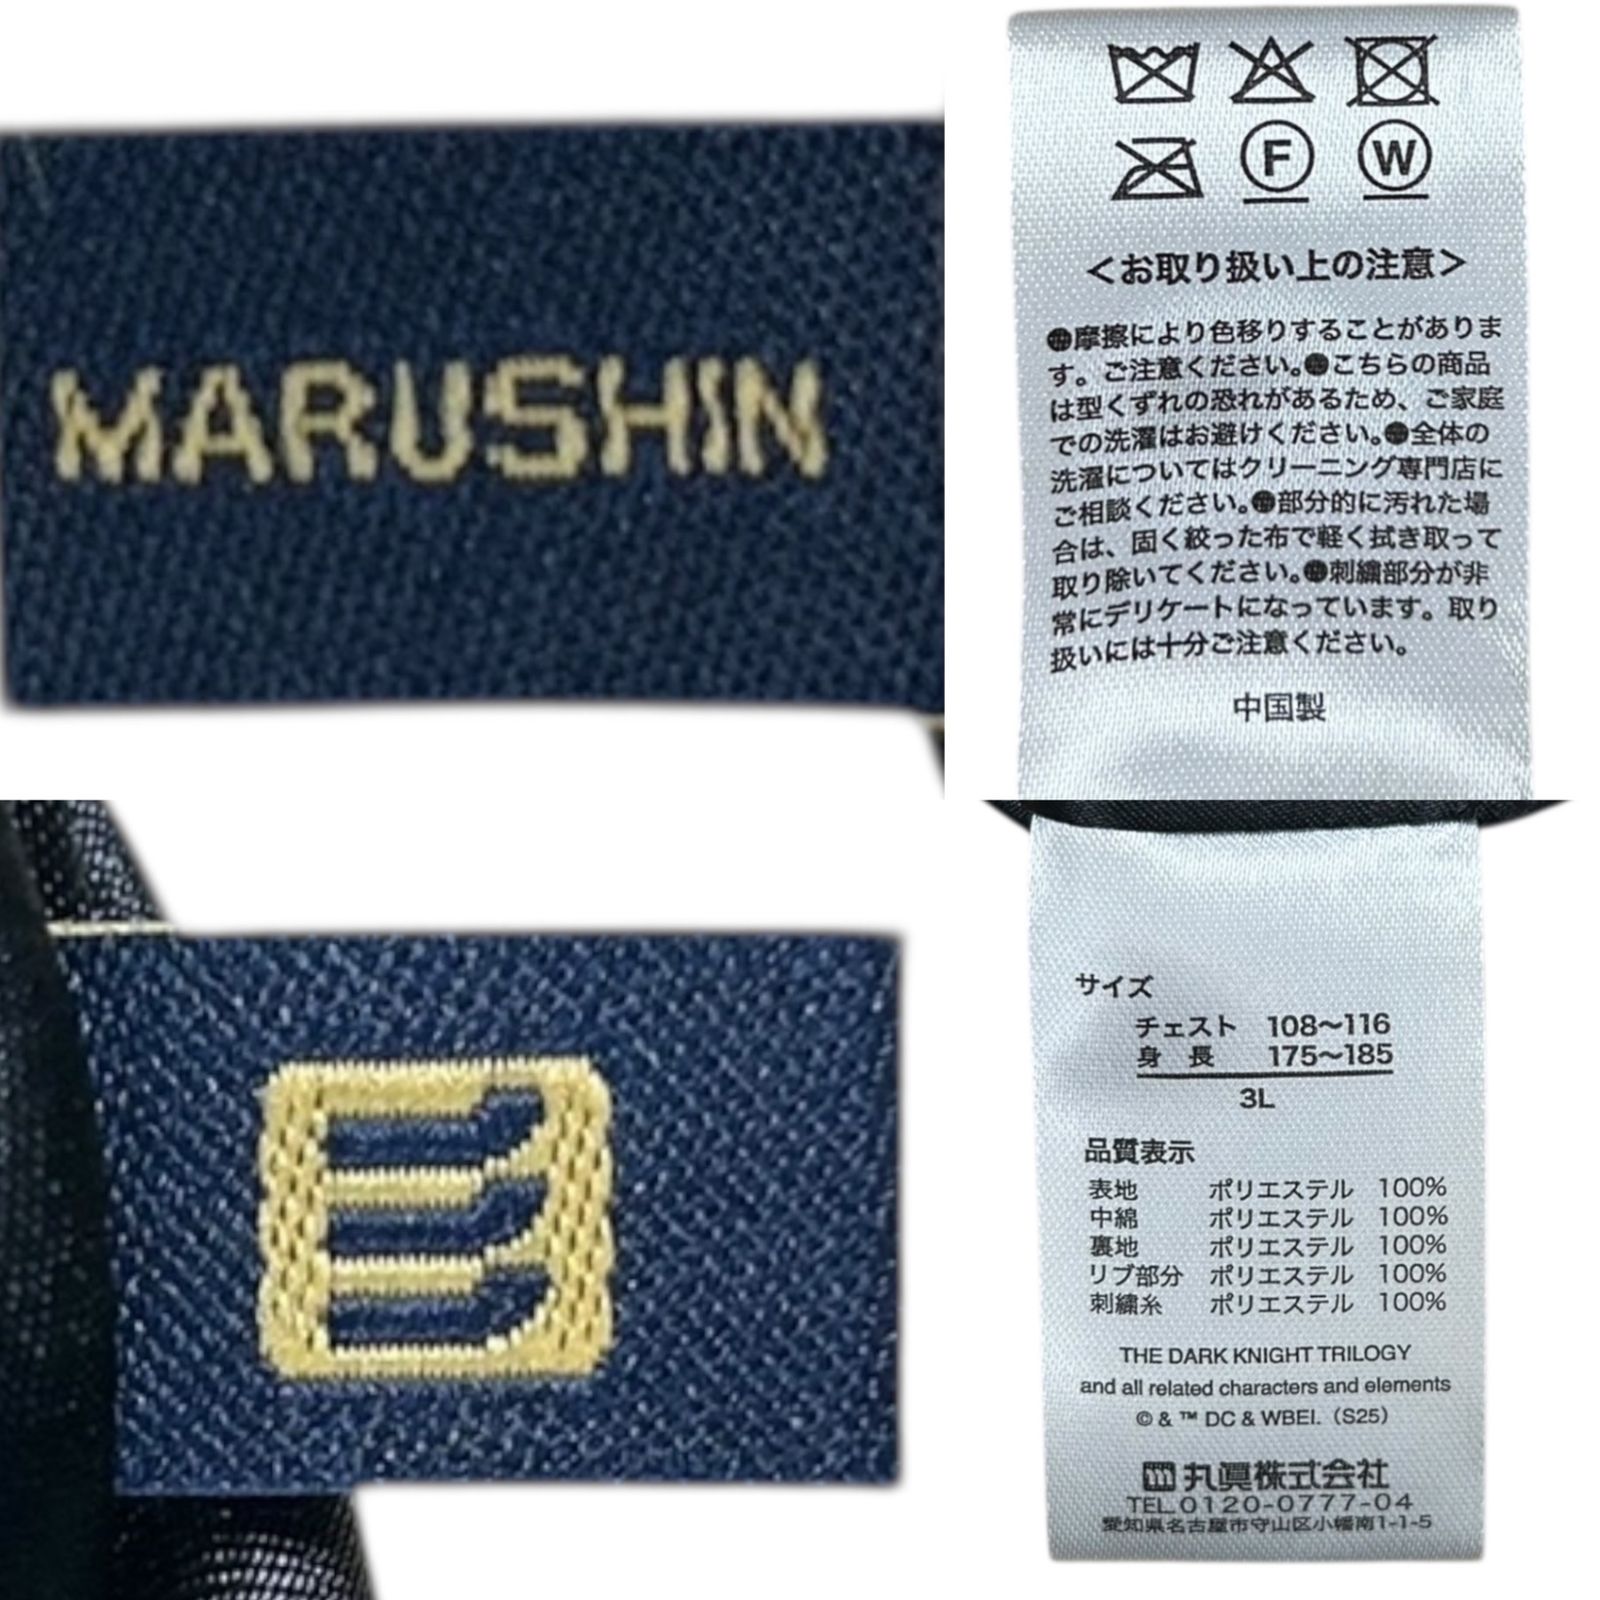 MARUSHIN
F W
＜お取り扱い上の注意＞
●摩擦により色移りすることがありま
す。ご注意ください。●こちらの商品
は型くずれの恐れがあるため、ご家庭
での洗濯はお避けください。●全体の
洗濯についてはクリーニング専門店に
ご相談ください。●部分的に汚れた場
合は、固く絞った布で軽く拭き取って
取り除いてください。●刺繍部分が非
常にデリケートになっています。取り
扱いには十分ご注意ください。
中国製
サイズ
チェスト 108〜116
身 長 175〜185
3L
品質表示
表地 ポリエステル 100%
中綿 ポリエステル 100%
裏地 ポリエステル 100%
リブ部分 ポリエステル 100%
刺繍糸 ポリエステル 100%
THE DARK KNIGHT TRILOGY
and all related characters and elements
© & ™ DC & WBEI. (S25)
丸眞株式会社
TEL.0120-0777-04
愛知県名古屋市守山区小幡南1-1-5